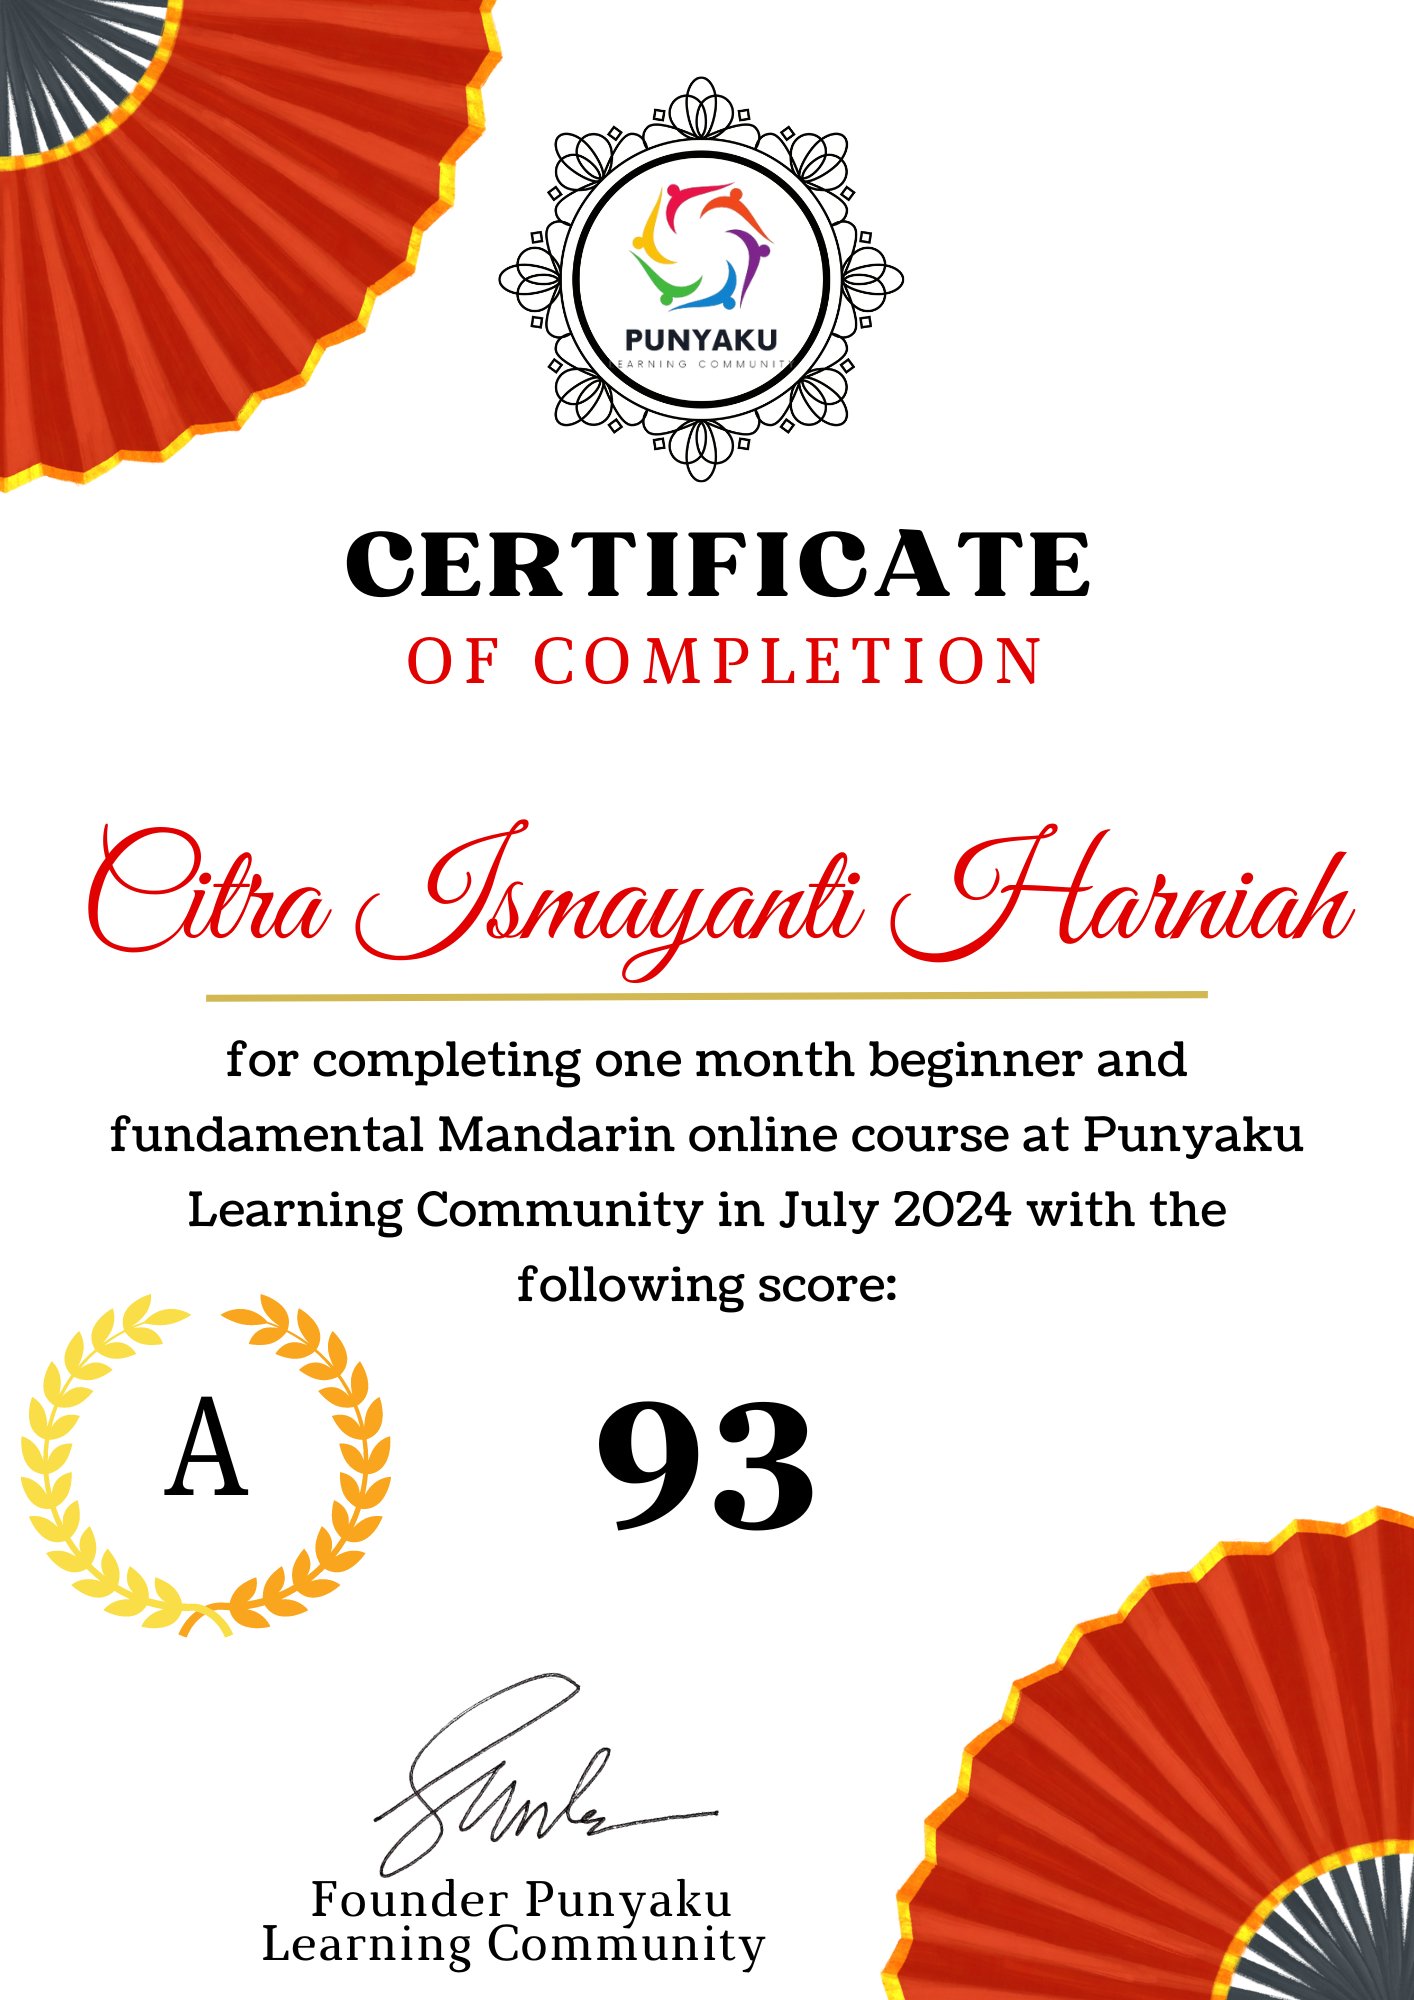 PUNYAKU
LEARNING COMMUNITY
CERTIFICATE
OF COMPLETION
Citra Ismayanti Harniah
for completing one month beginner and
fundamental Mandarin online course at Punyaku
Learning Community in July 2024 with the
following score:
A
93
Founder Punyaku
Learning Community